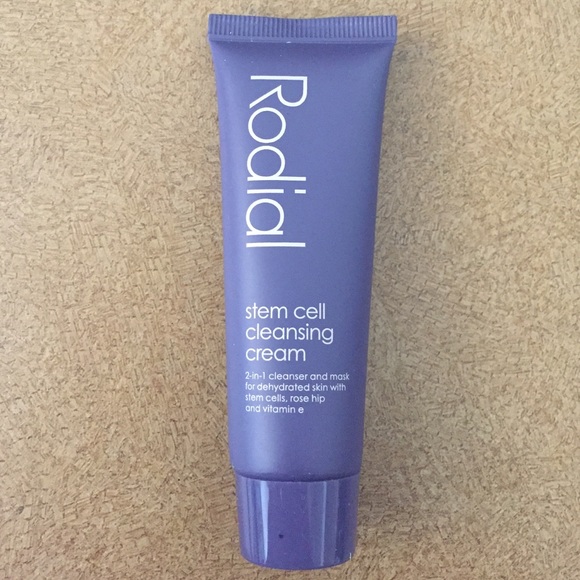 Rodial
stem cell
cleansing
cream
2-in-1 cleanser and mask
for dehydrated skin with
stem cells, rose hip
and vitamin e